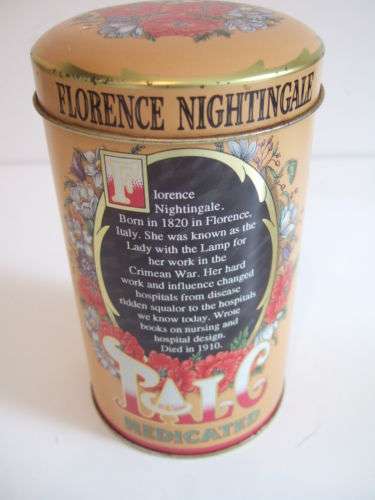 FLORENCE NIGHTINGALE
Florence
Nightingale.
Born in 1820 in Florence,
Italy. She was known as the
Lady with the Lamp for
her work in the
Crimean War. Her hard
work and influence changed
hospitals from disease
ridden squalor to the hospitals
we know today. Wrote
books on nursing and
hospital design.
Died in 1910.
TALC
MEDICATED